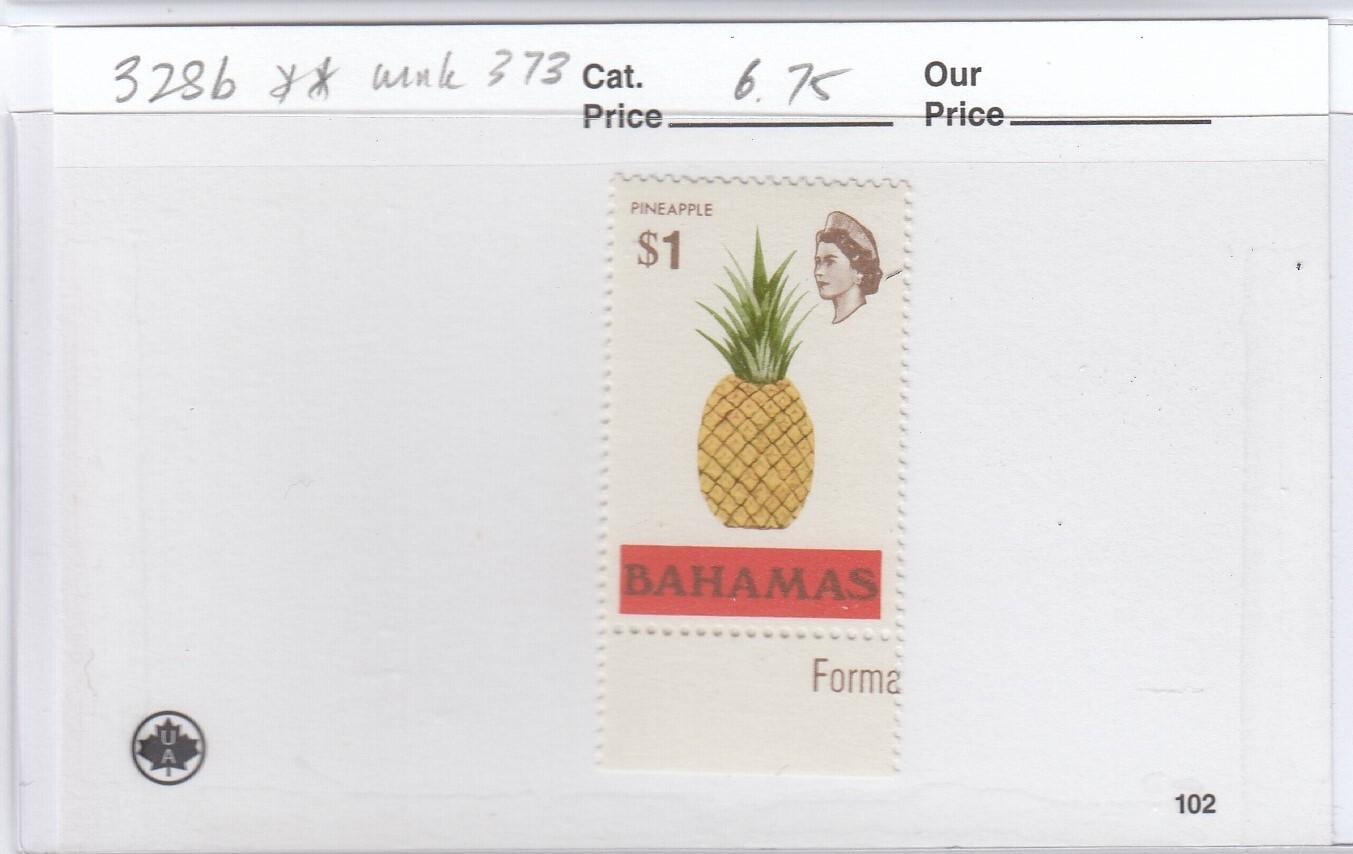 328b ** wmk 373 Cat. Price 6.75 Our Price
PINEAPPLE
$1
BAHAMAS
Forma
U
A
I
102